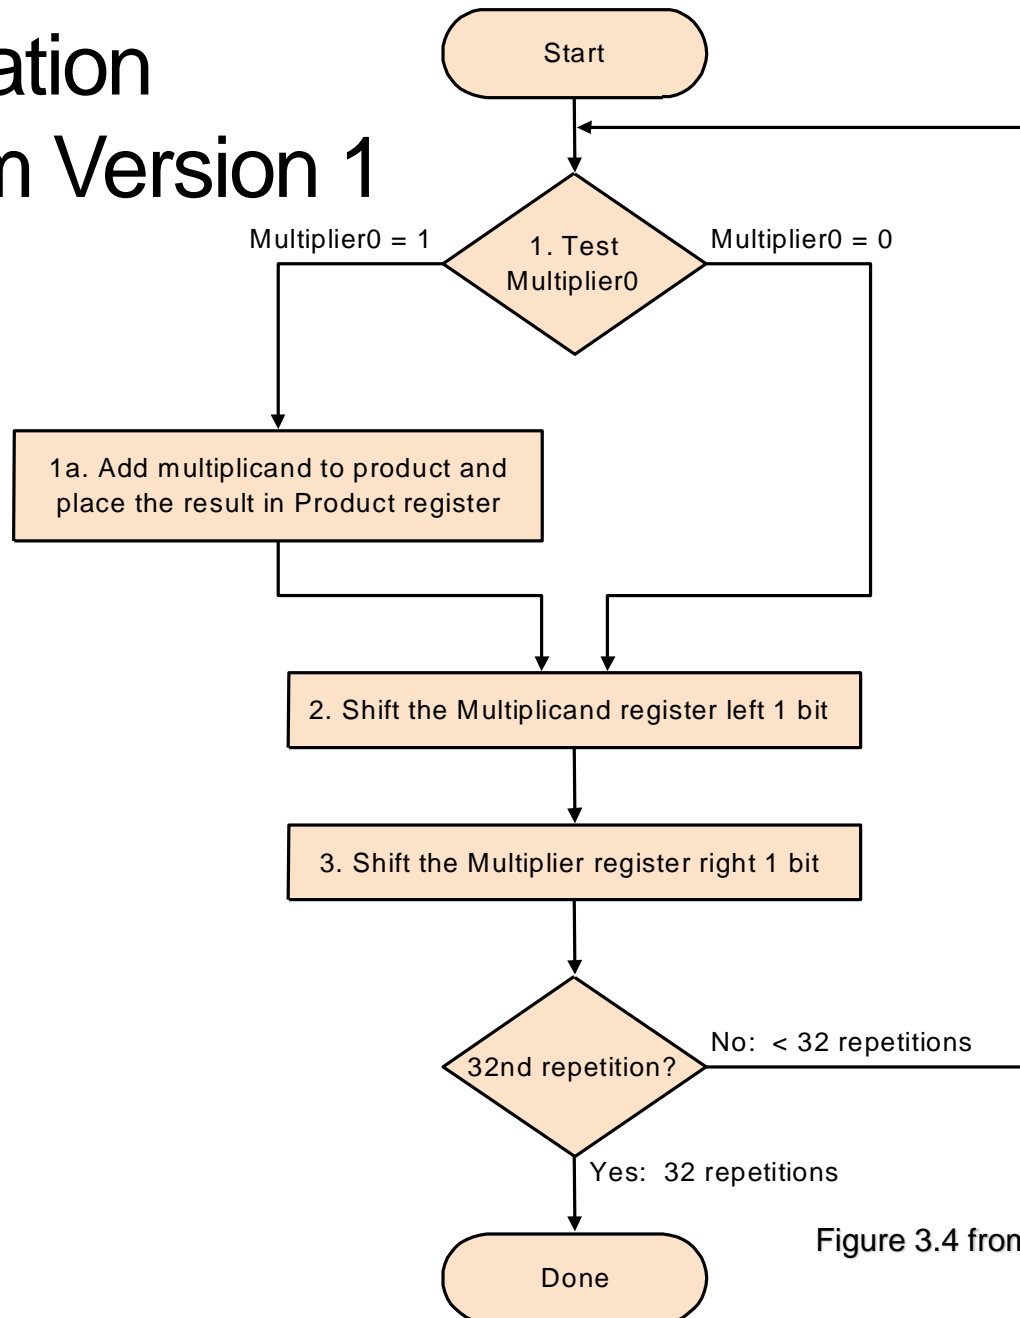 ation
m Version 1
Start
Multiplier0 = 1
1. Test
Multiplier0
Multiplier0 = 0
1a. Add multiplicand to product and
place the result in Product register
2. Shift the Multiplicand register left 1 bit
3. Shift the Multiplier register right 1 bit
32nd repetition?
No: < 32 repetitions
Yes: 32 repetitions
Figure 3.4 from
Done